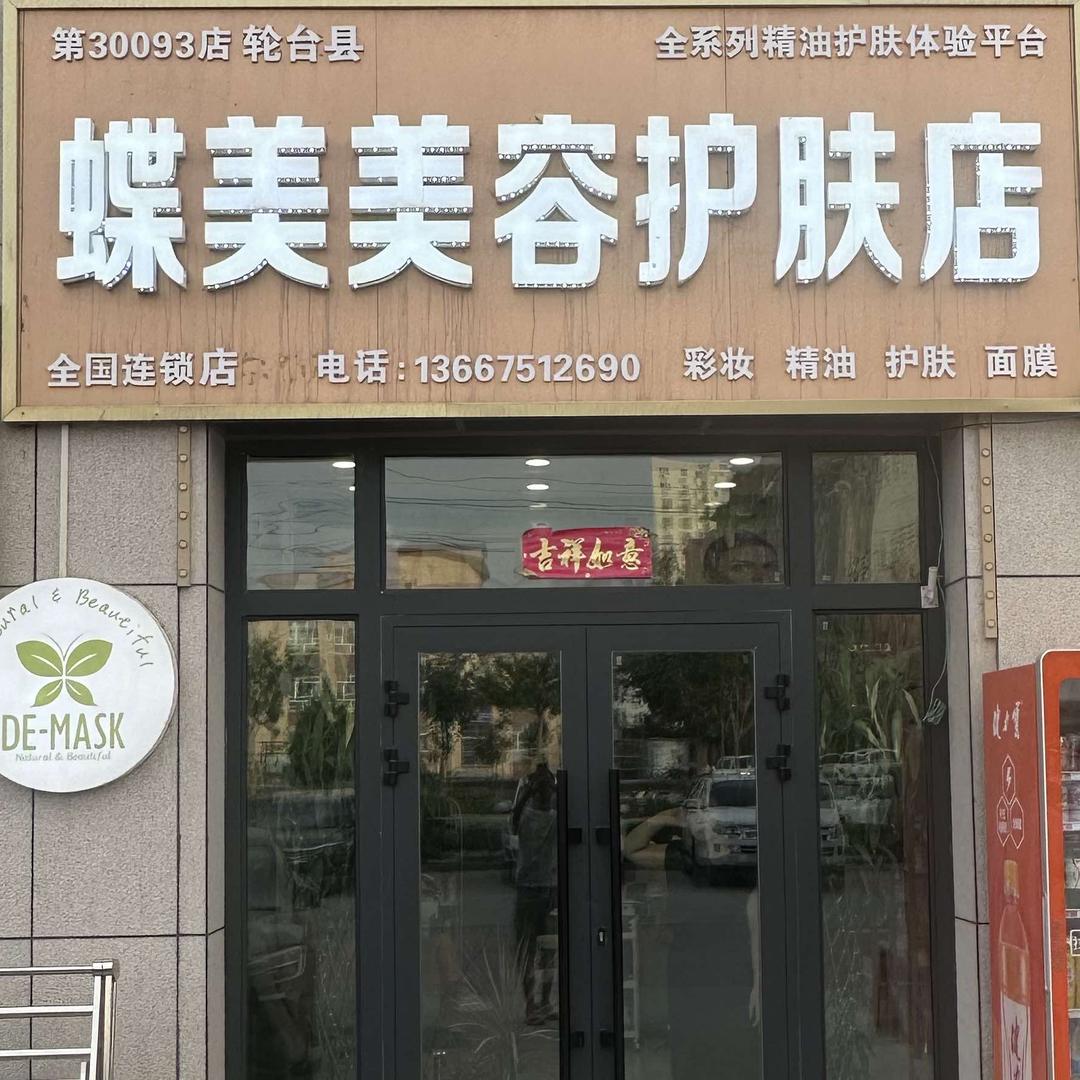 第30093店 轮台县
全系列精油护肤体验平台
蝶美美容护肤店
全国连锁店
电话:13667512690
彩妆 精油 护肤 面膜
吉祥如意
& Beautiful
DE-MASK
Natural & Beautiful